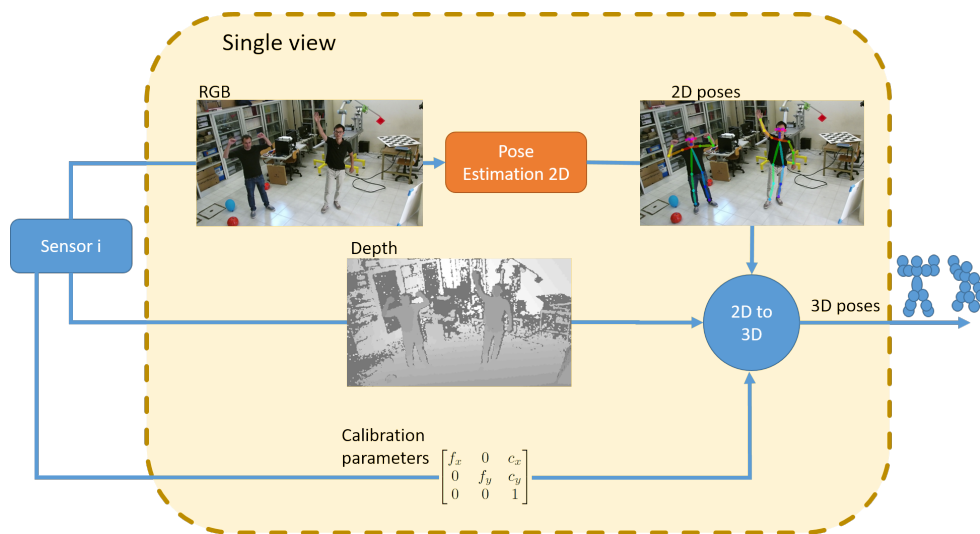 Single view
RGB
2D poses
Pose
Estimation 2D
Sensor i
Depth
2D to
3D
3D poses
Calibration
parameters
f_x 0 c_x
0 f_y c_y
0 0 1